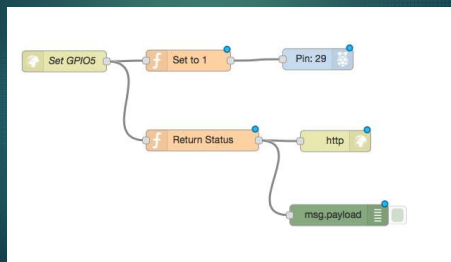 Set GPIO5
Set to 1
Pin: 29
Return Status
http
msg.payload